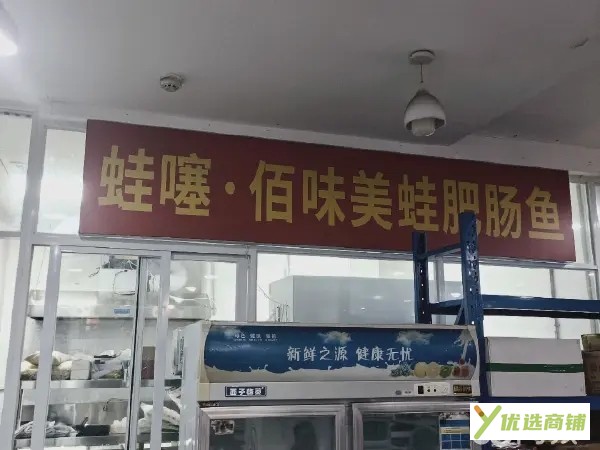 蛙噻·佰味美蛙肥肠鱼
新鲜之源 健康无忧
优选商铺